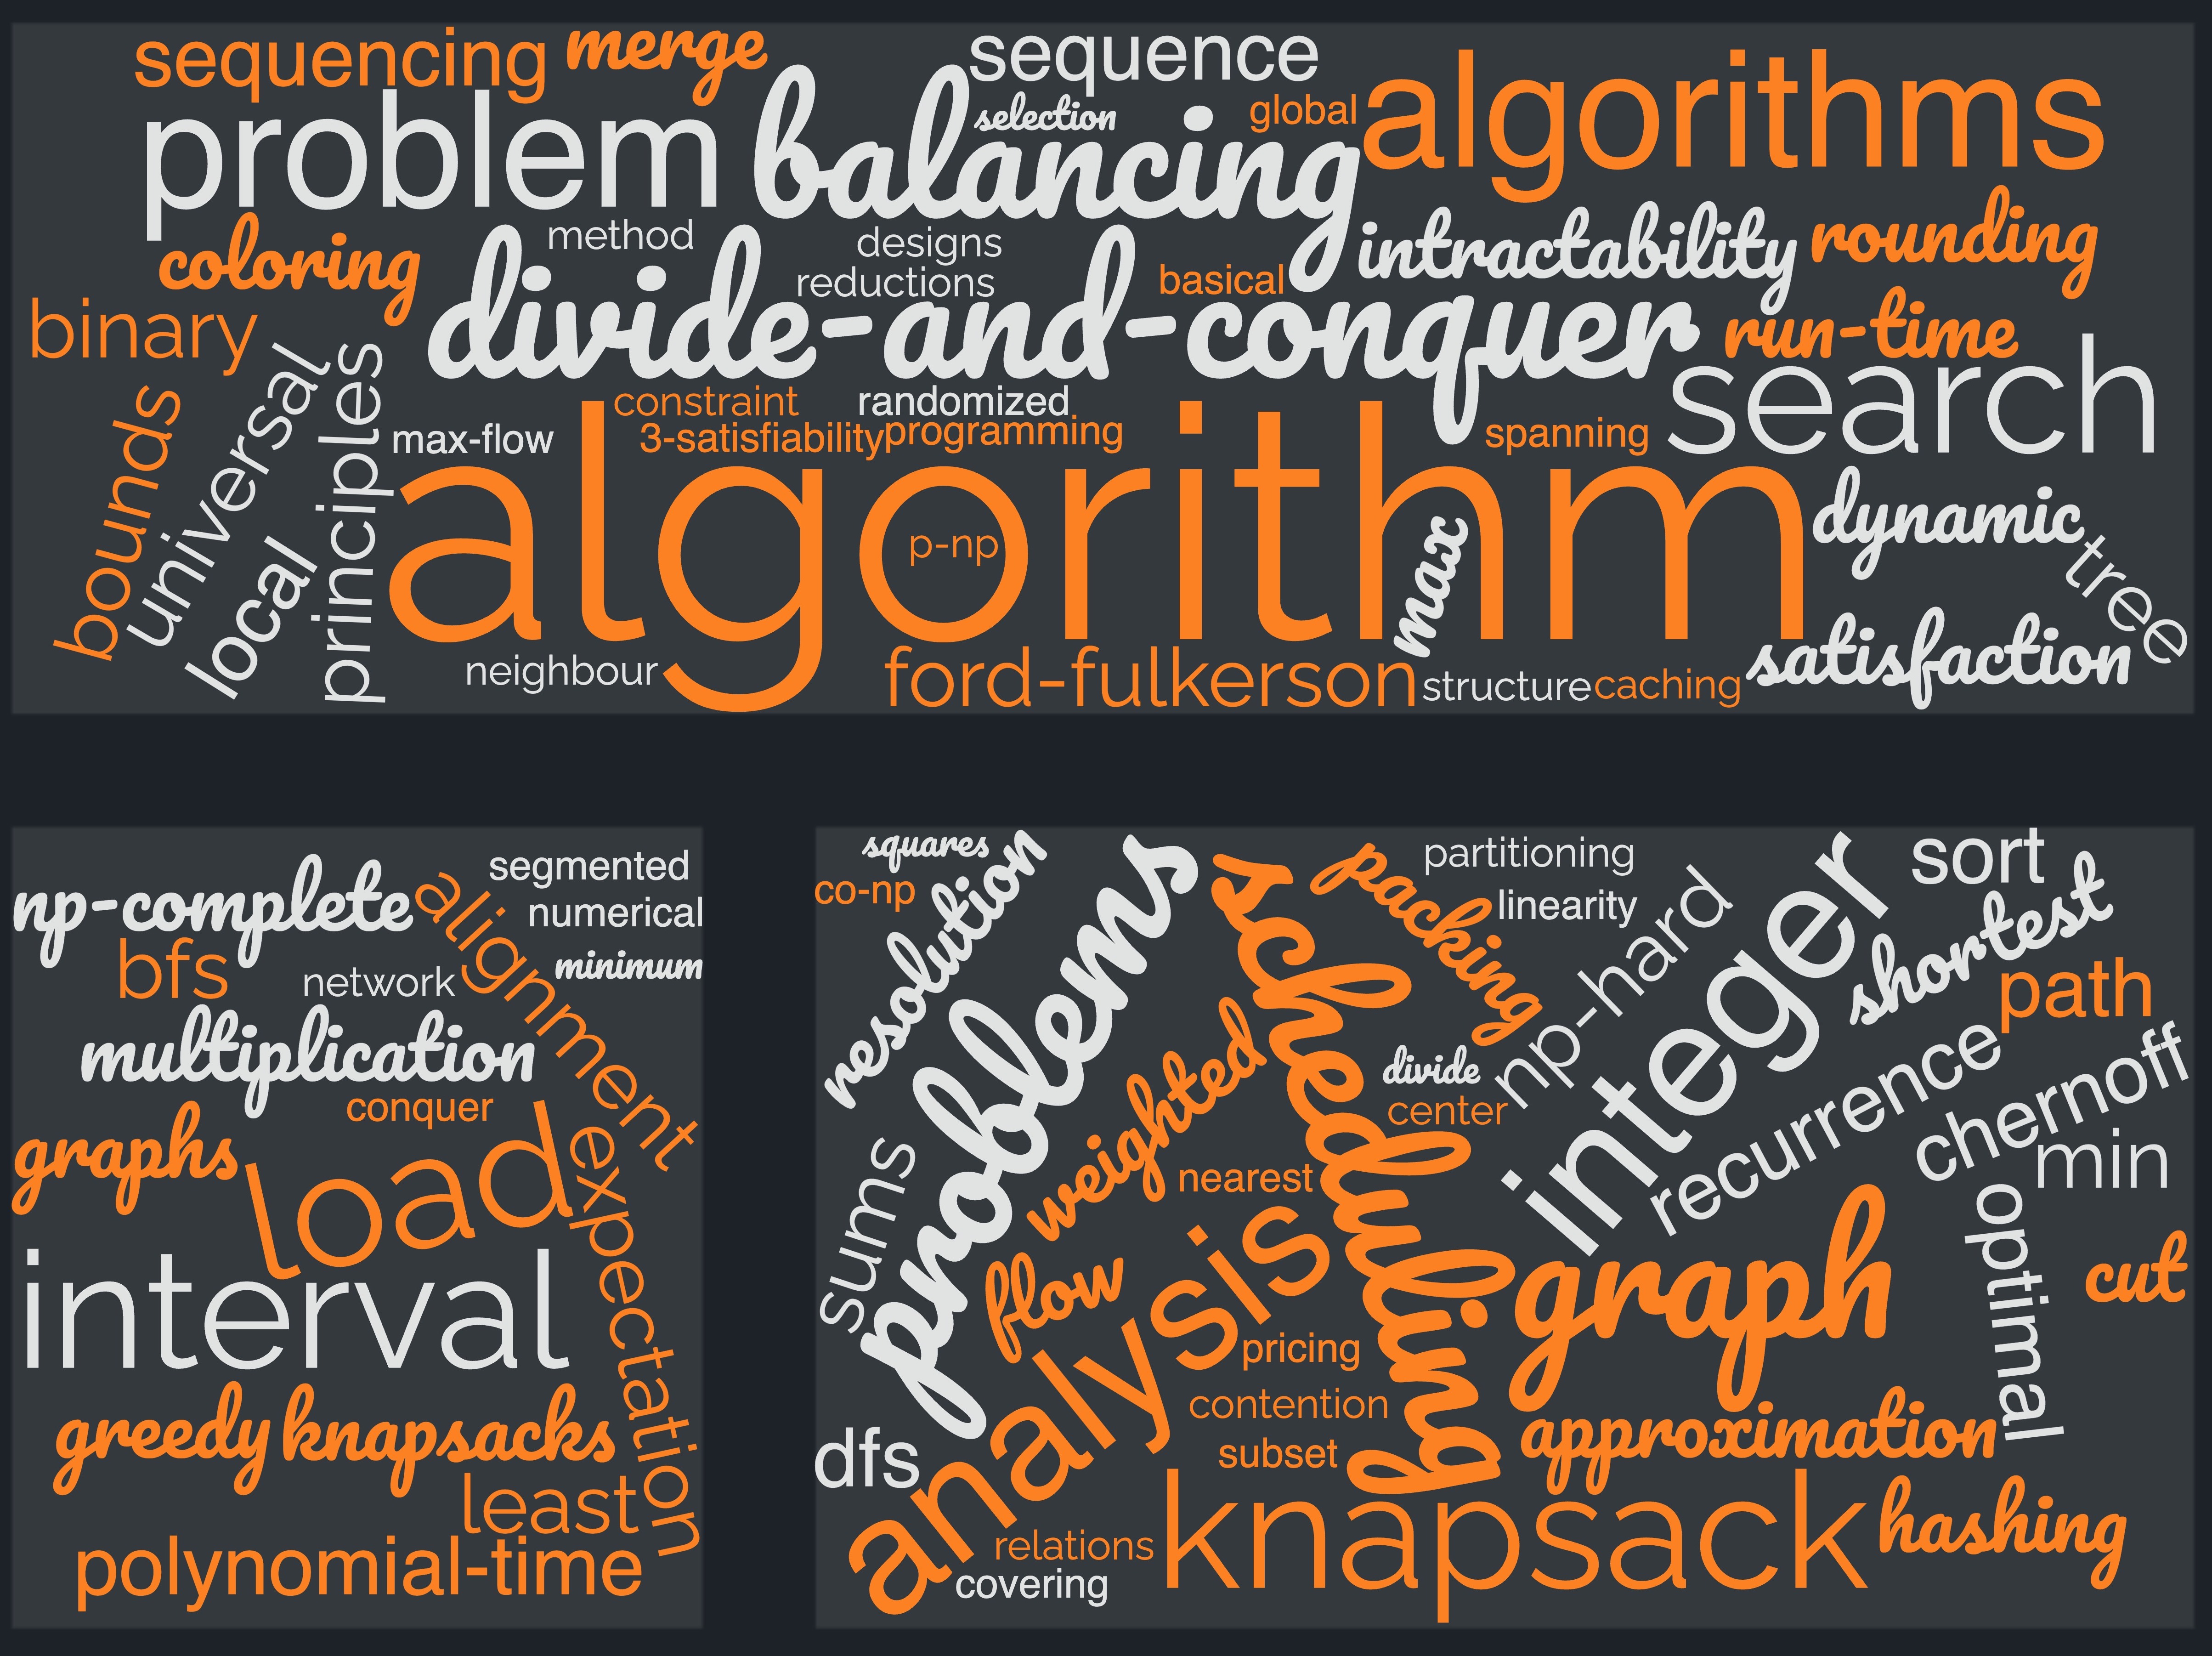 sequencing
merge
sequence
algorithms
problem
balancing
selection
global
coloring
method
designs
reductions
basical
intractability
rounding
binary
divide-and-conquer
run-time
search
bounds
universal
local
principles
constraint
randomized
max-flow
3-satisfiability
programming
spanning
algorithm
p-np
max
dynamic
tree
neighbour
ford-fulkerson
structure
caching
satisfaction
np-complete
alignment
segmented
numerical
minimum
bfs
network
multiplication
conquer
graphs
load
expectation
interval
greedy
knapsacks
least
polynomial-time
squares
co-np
resolution
problems
scheduling
packing
partitioning
linearity
np-hard
integer
sort
shortest
path
weighted
divide
center
recurrence
chernoff
min
sums
nearest
flow
analysis
pricing
graph
optimal
cut
contention
subset
approximation
dfs
relations
covering
knapsack
hashing